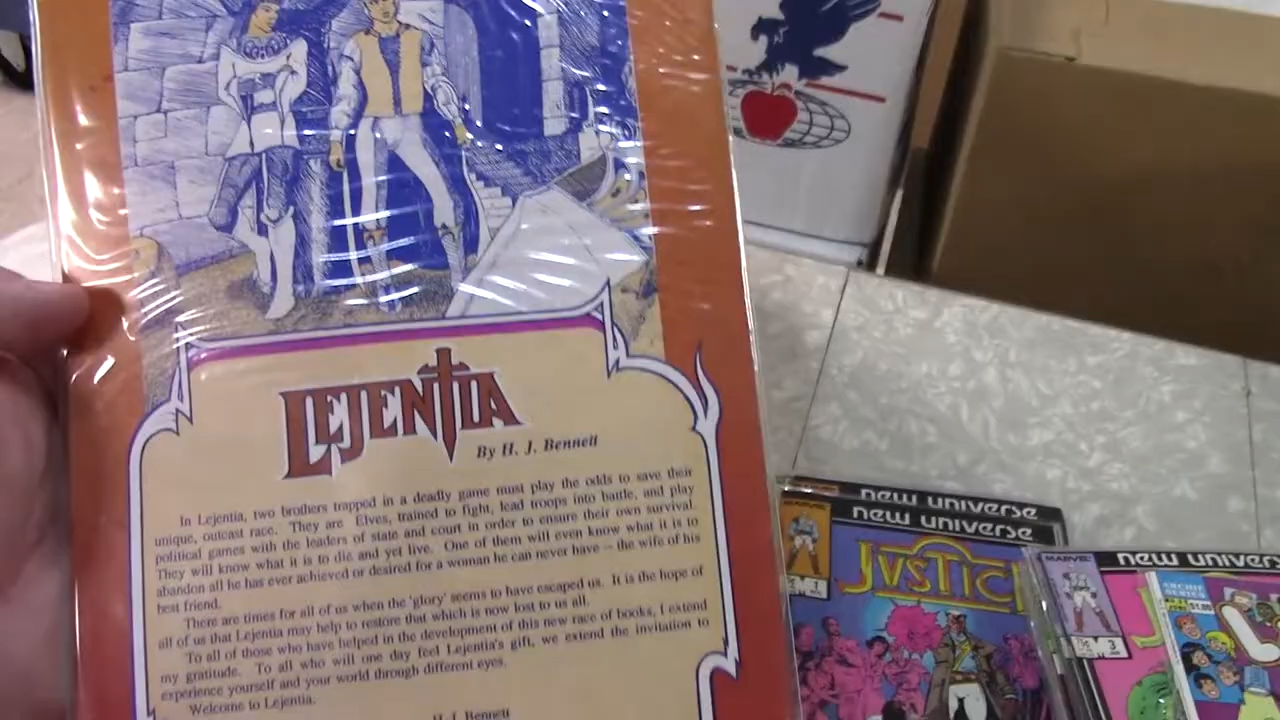 LEJENTIA
By H. J. Bennett
In Lejentia, two brothers trapped in a deadly game must play the odds to save their
unique, outcast race. They are Elves, trained to fight, lead troops into battle, and play
political games with the leaders of state and court in order to ensure their own survival.
They will know what it is to die and yet live. One of them will even know what it is to
abandon all he has ever achieved or desired for a woman he can never have -- the wife of his
best friend.
There are times for all of us when the 'glory' seems to have escaped us. It is the hope of
all of us that Lejentia may help to restore that which is now lost to us all.
To all of those who have helped in the development of this new race of books, I extend
my gratitude. To all who will one day feel Lejentia's gift, we extend the invitation to
experience yourself and your world through different eyes.
Welcome to Lejentia.
H. J. Bennett
new universe
new universe
JUSTIC
1
MARVEL
new univers
3
ARCHIE
SERIES
$1.00